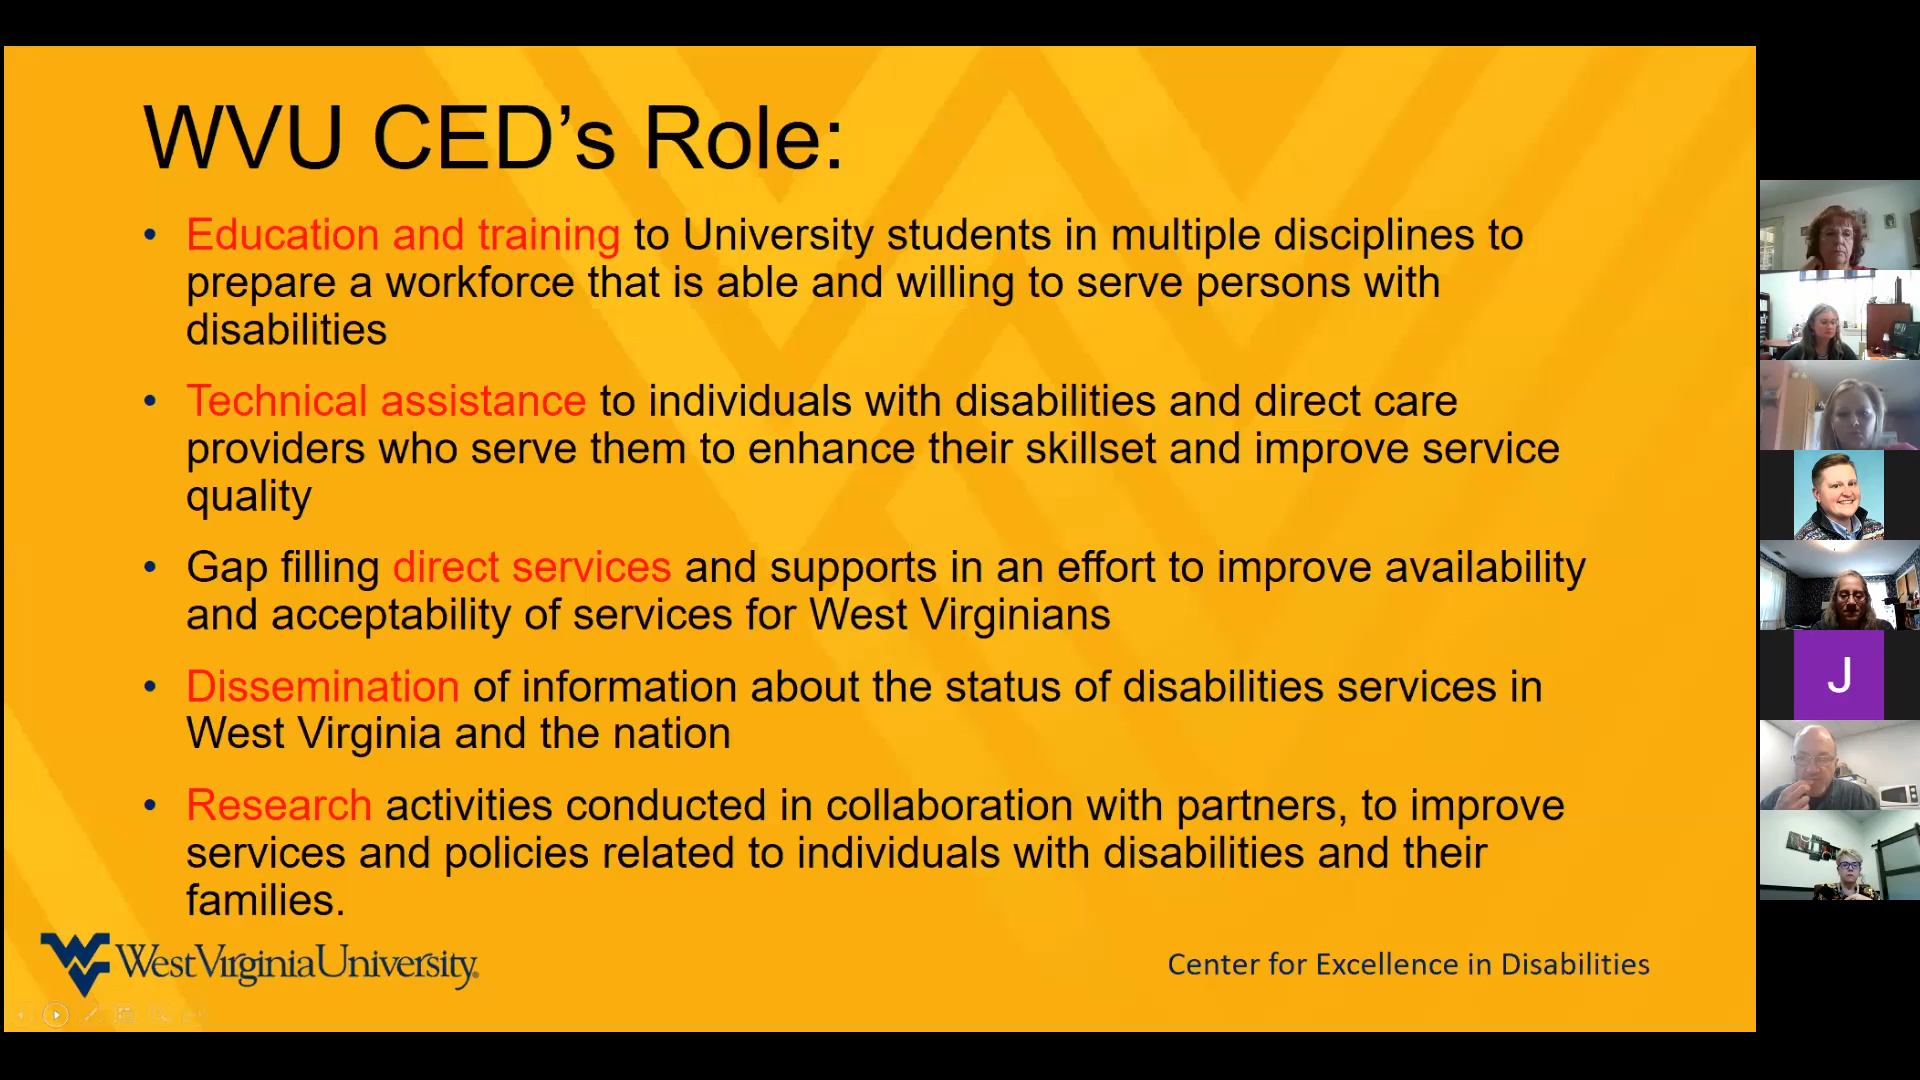 WVU CED’s Role:
• Education and training to University students in multiple disciplines to
prepare a workforce that is able and willing to serve persons with
disabilities
• Technical assistance to individuals with disabilities and direct care
providers who serve them to enhance their skillset and improve service
quality
• Gap filling direct services and supports in an effort to improve availability
and acceptability of services for West Virginians
• Dissemination of information about the status of disabilities services in
West Virginia and the nation
• Research activities conducted in collaboration with partners, to improve
services and policies related to individuals with disabilities and their
families.
WestVirginiaUniversity®
Center for Excellence in Disabilities
J